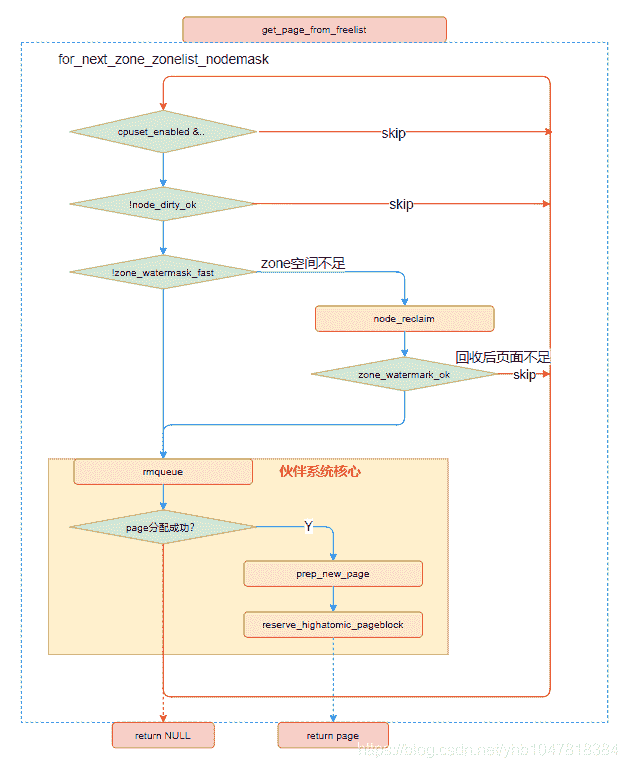 get_page_from_freelist
for_next_zone_zonelist_nodemask
cpuset_enabled &..
skip
!node_dirty_ok
skip
!zone_watermask_fast
zone空间不足
node_reclaim
回收后页面不足
zone_watermark_ok
skip
rmqueue
伙伴系统核心
page分配成功?
Y
prep_new_page
reserve_highatomic_pageblock
return NULL
return page
https://blog.csdn.net/yhb1047818384